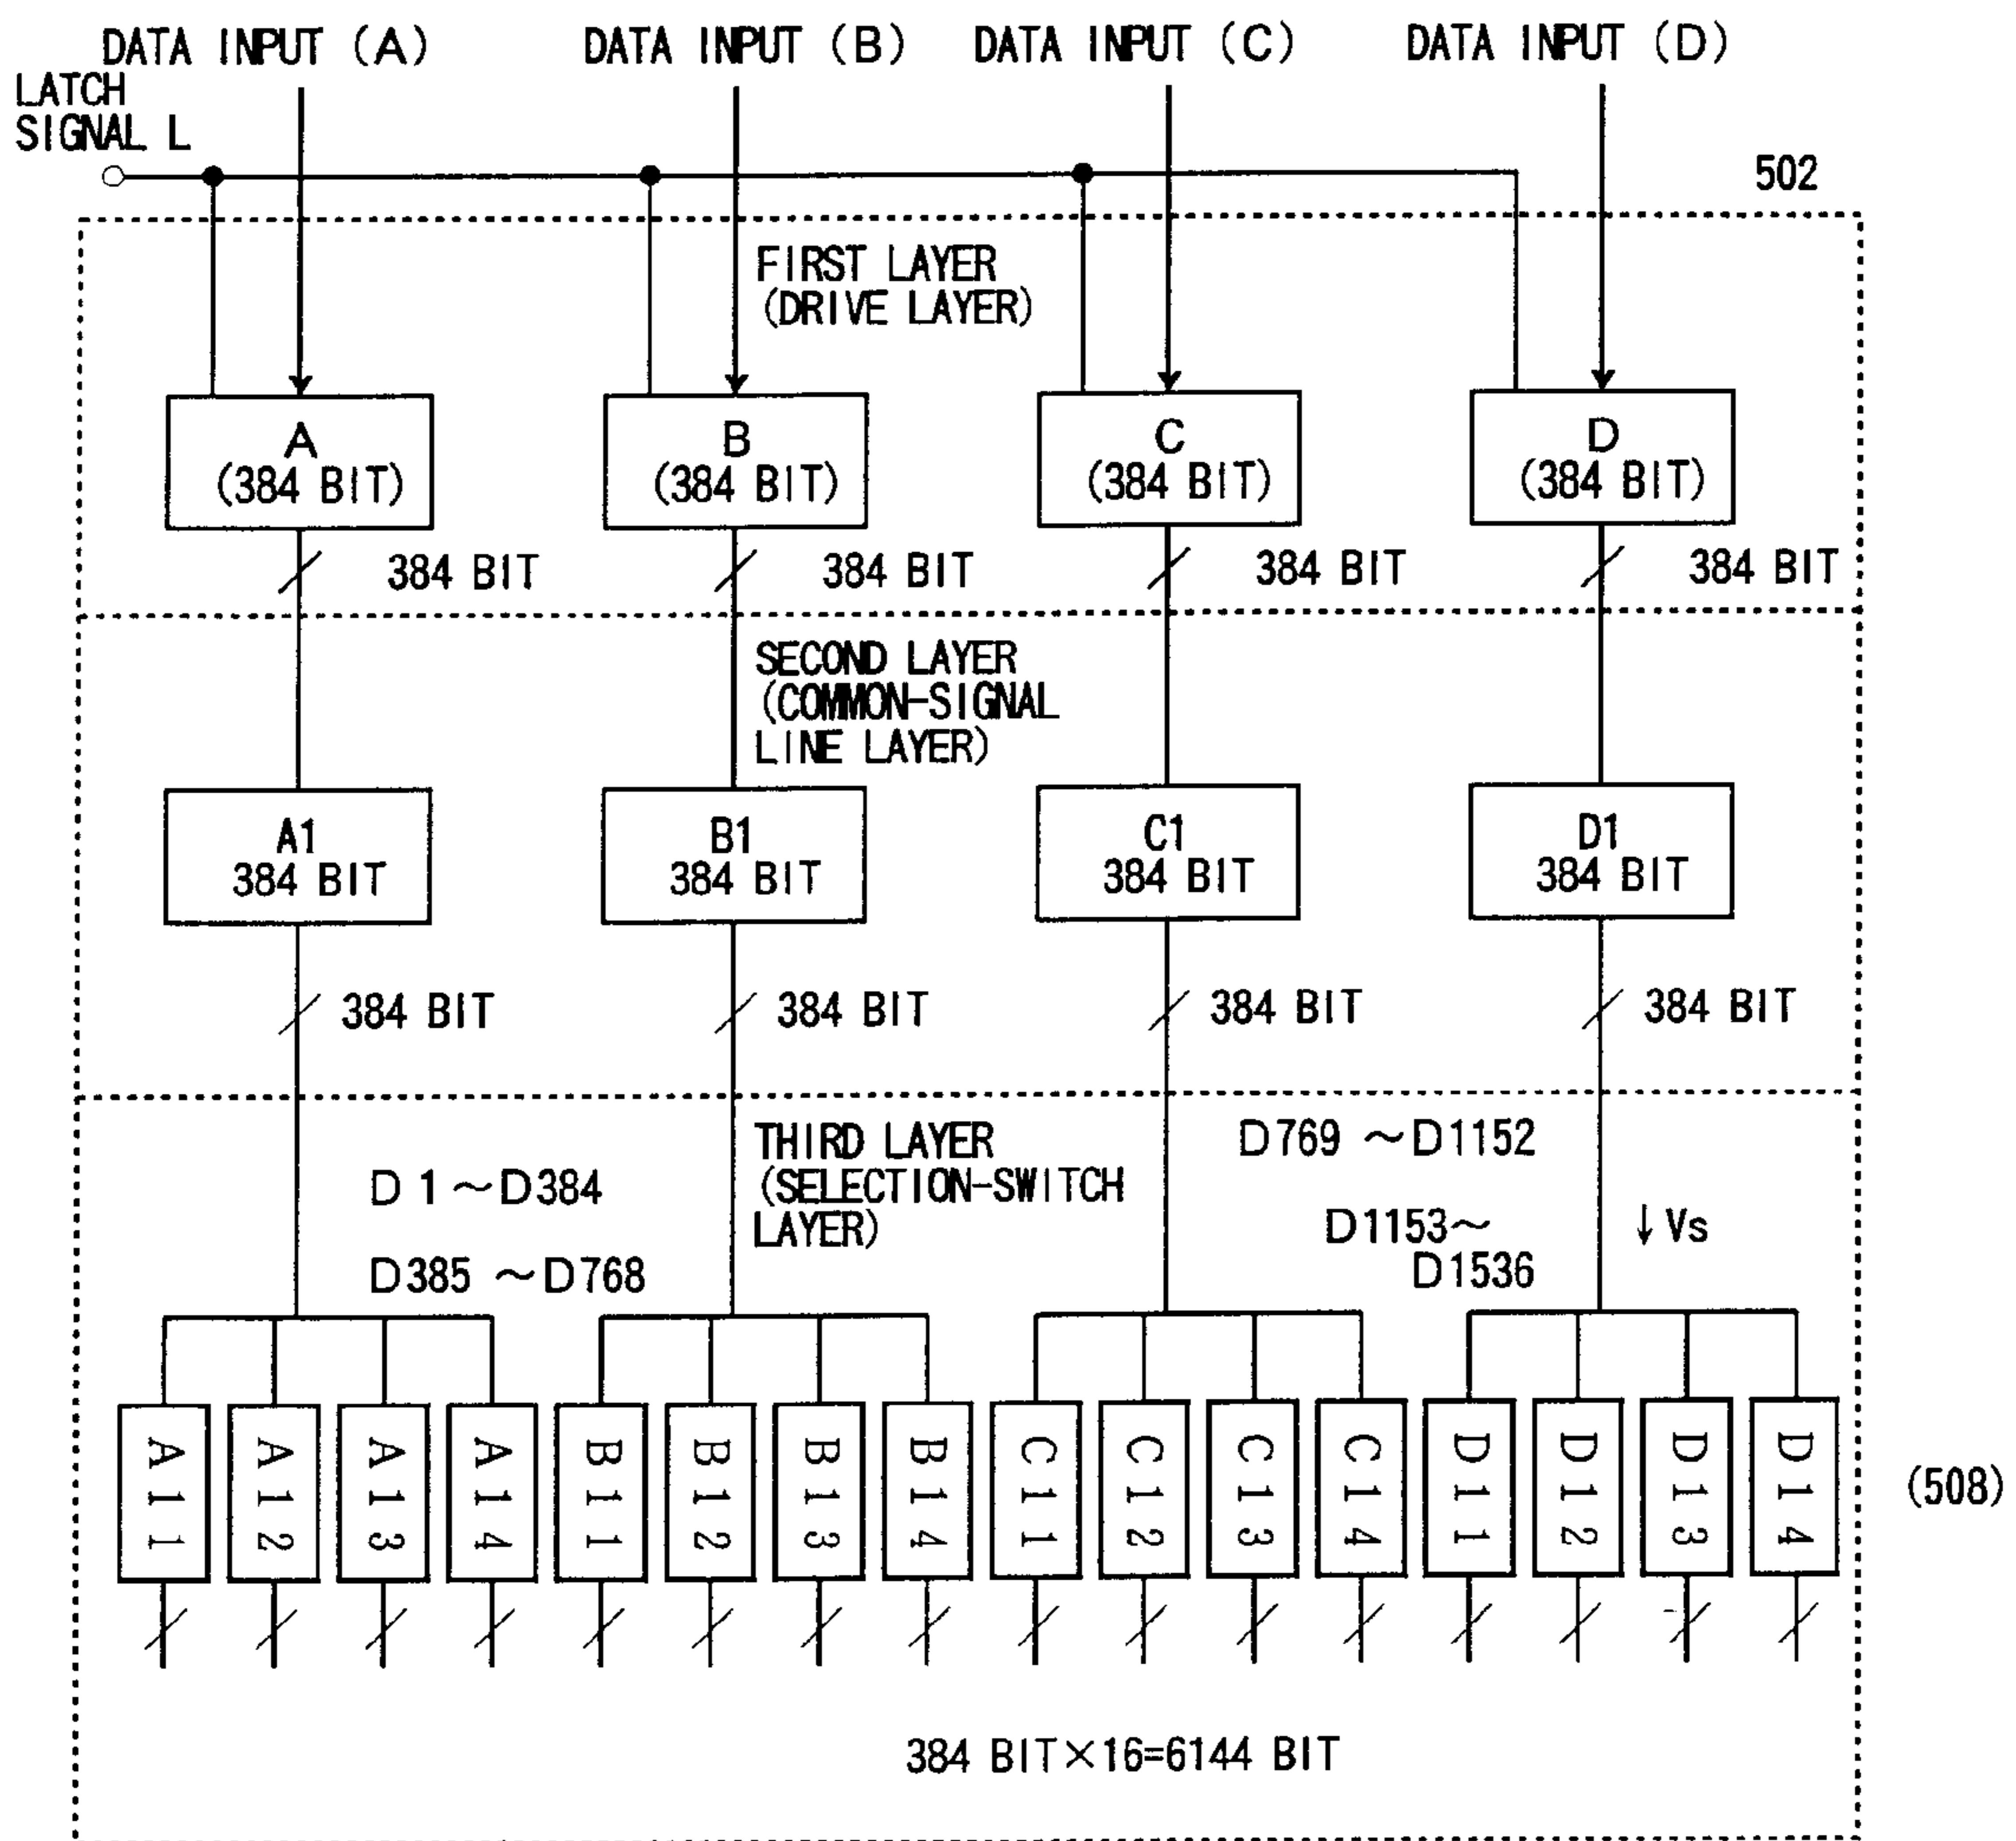 DATA INPUT (A)
DATA INPUT (B)
DATA INPUT (C)
DATA INPUT (D)
LATCH
SIGNAL L
502
FIRST LAYER
(DRIVE LAYER)
A
(384 BIT)
B
(384 BIT)
C
(384 BIT)
D
(384 BIT)
384 BIT
384 BIT
384 BIT
384 BIT
SECOND LAYER
(COMMON-SIGNAL
LINE LAYER)
A1
384 BIT
B1
384 BIT
C1
384 BIT
D1
384 BIT
384 BIT
384 BIT
384 BIT
384 BIT
THIRD LAYER
(SELECTION-SWITCH
LAYER)
D1~D384
D385 ~D768
D769 ~D1152
D1153~
D1536
↓Vs
A11
A12
A13
A14
B11
B12
B13
B14
C11
C12
C13
C14
D11
D12
D13
D14
(508)
384 BIT×16=6144 BIT